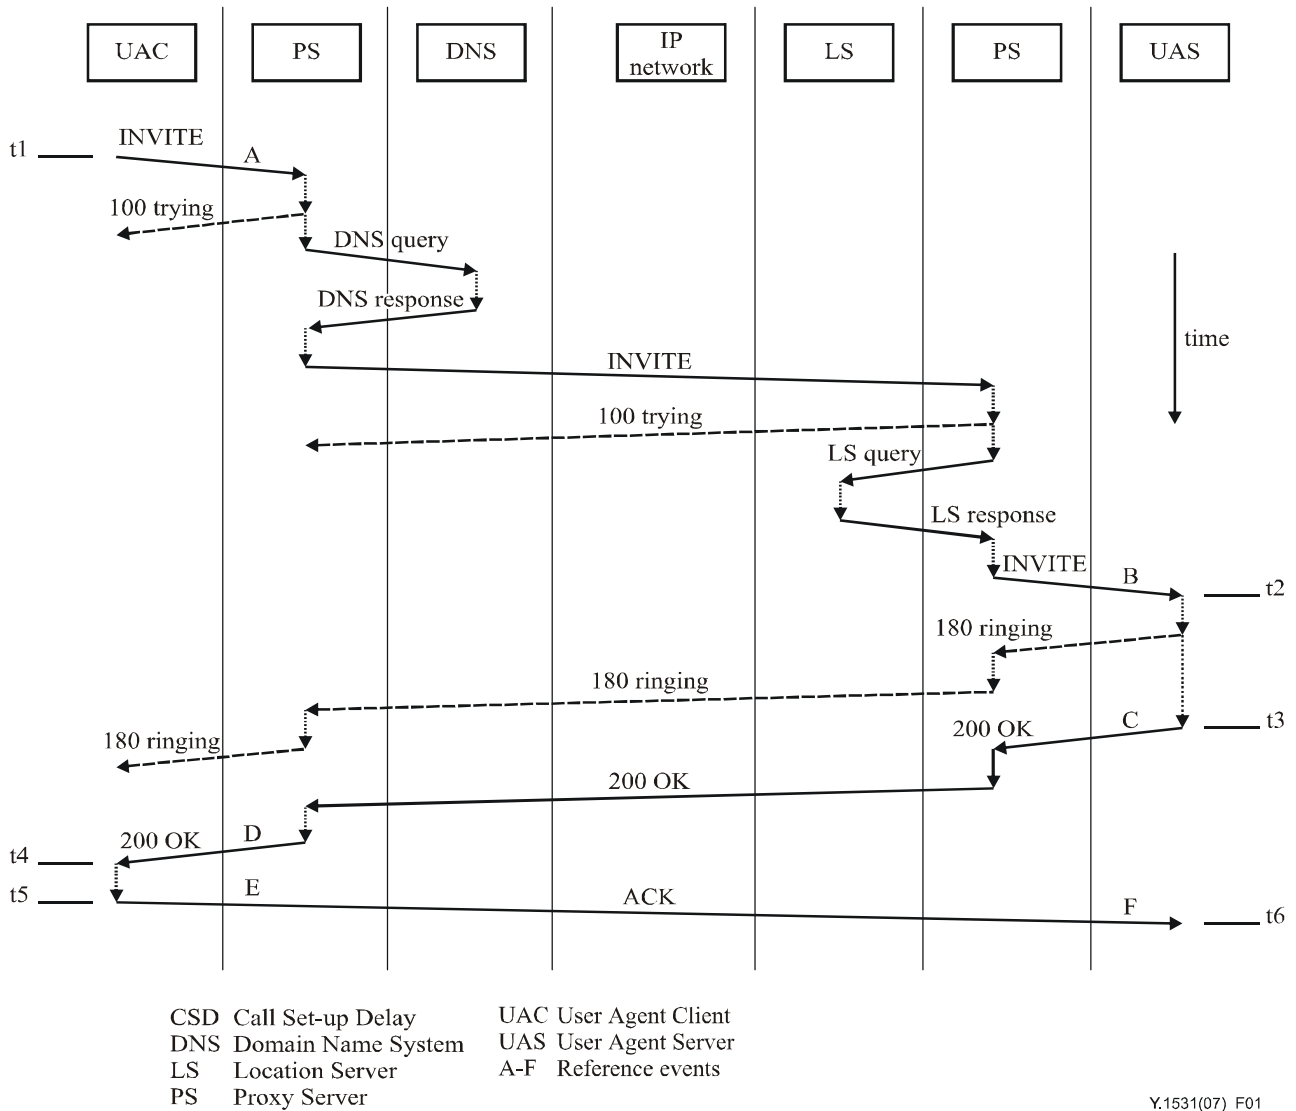 UAC PS DNS IP network LS PS UAS
INVITE
t1
A
100 trying
DNS query
DNS response
time
INVITE
100 trying
LS query
LS response
INVITE B
t2
180 ringing
180 ringing
C t3
200 OK
180 ringing
200 OK
200 OK D
t4
t5 E ACK F t6
CSD Call Set-up Delay
DNS Domain Name System
LS Location Server
PS Proxy Server
UAC User Agent Client
UAS User Agent Server
A-F Reference events
Y.1531(07)_F01